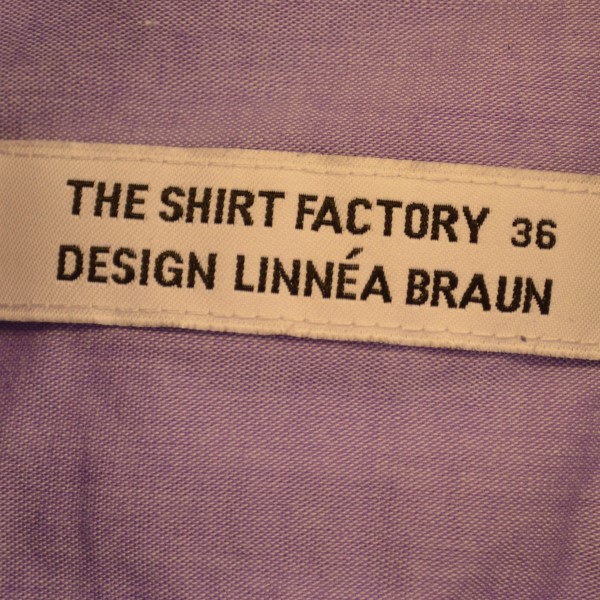 THE SHIRT FACTORY 36
DESIGN LINNÉA BRAUN